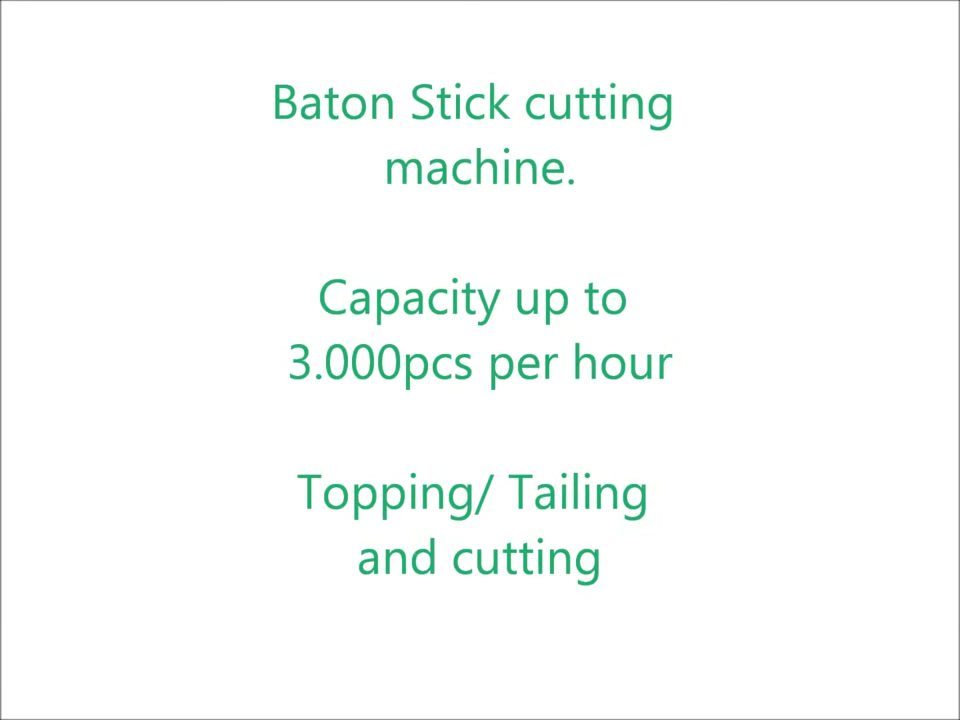 Baton Stick cutting
machine.
Capacity up to
3.000pcs per hour
Topping/ Tailing
and cutting